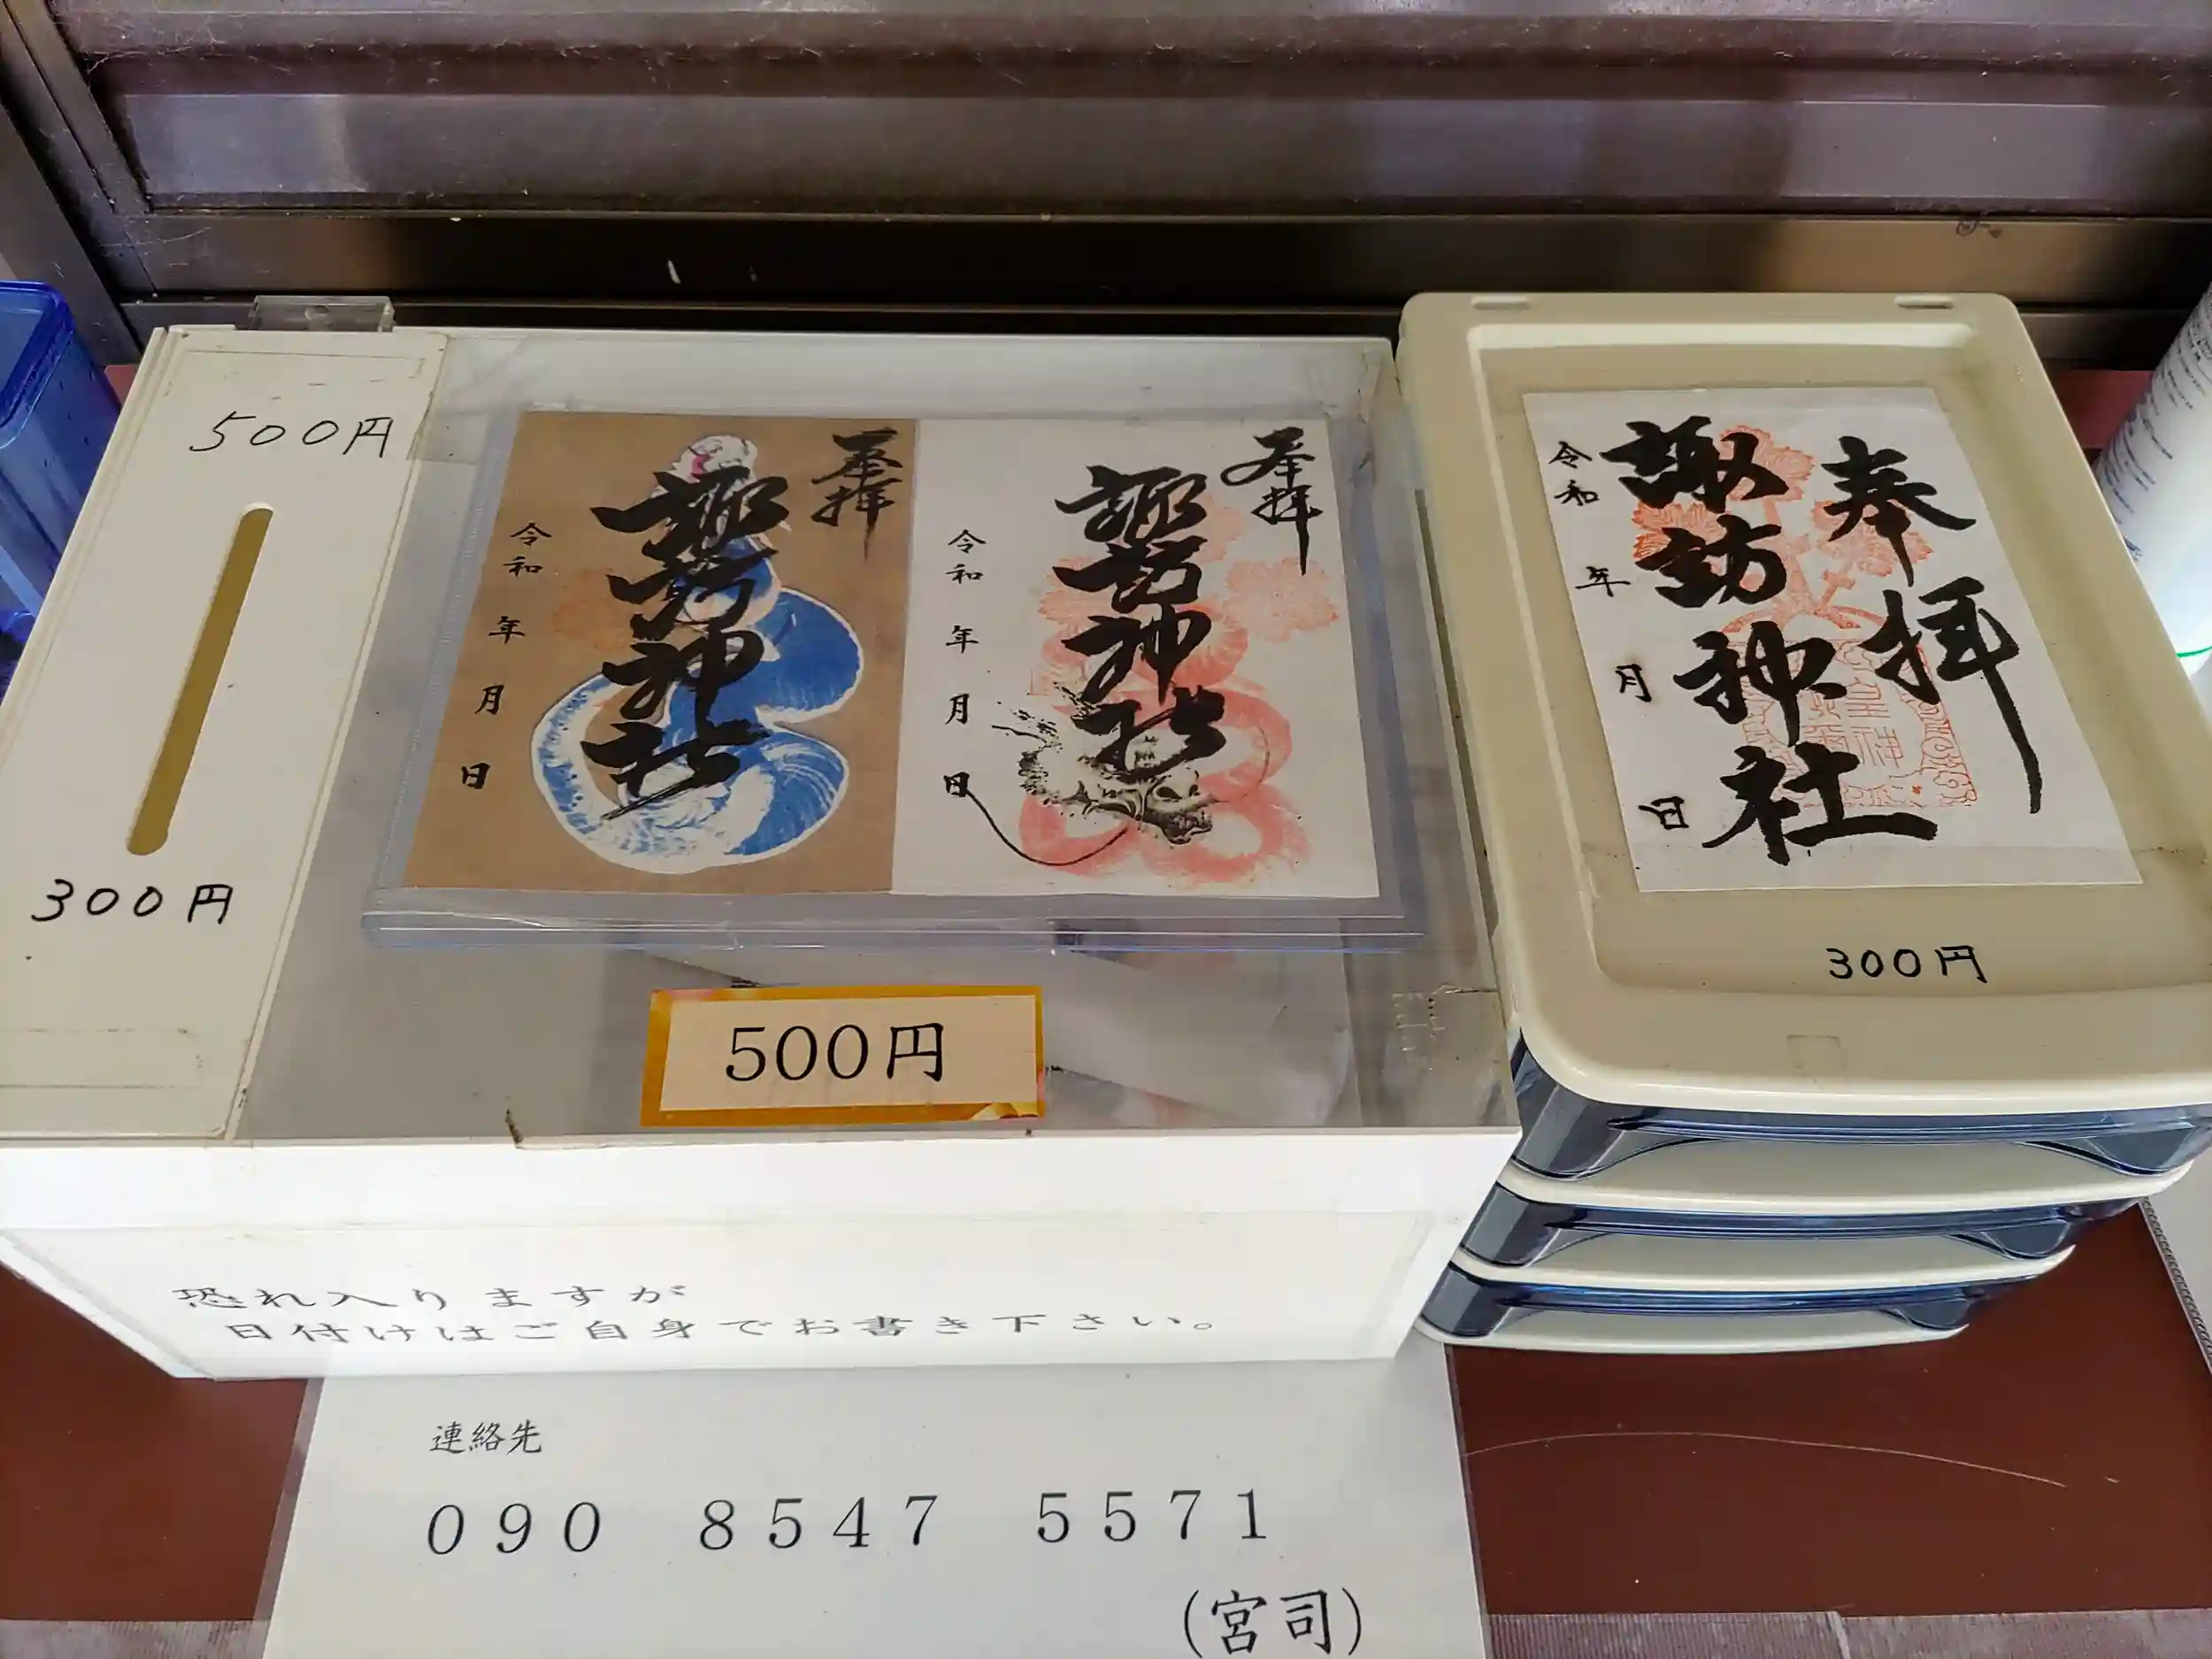 500円
300円
奉拝
諏訪神社
令和
年
月
日
奉拝
諏訪神社
令和
年
月
日
500円
奉拝
諏訪神社
令和
年
月
日
300円
恐れ入りますが
日付けはご自身でお書き下さい。
連絡先
090 8547 5571
(宮司)